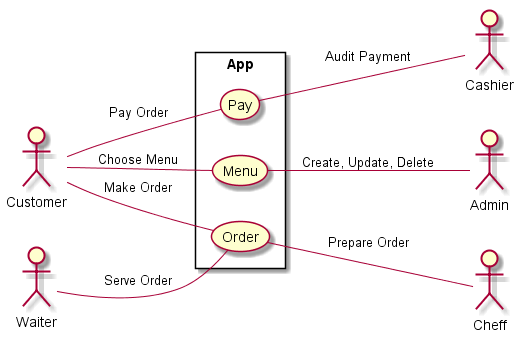 App
Audit Payment
Cashier
Pay
Pay Order
Customer
Choose Menu
Menu
Create, Update, Delete
Admin
Make Order
Order
Prepare Order
Cheff
Serve Order
Waiter